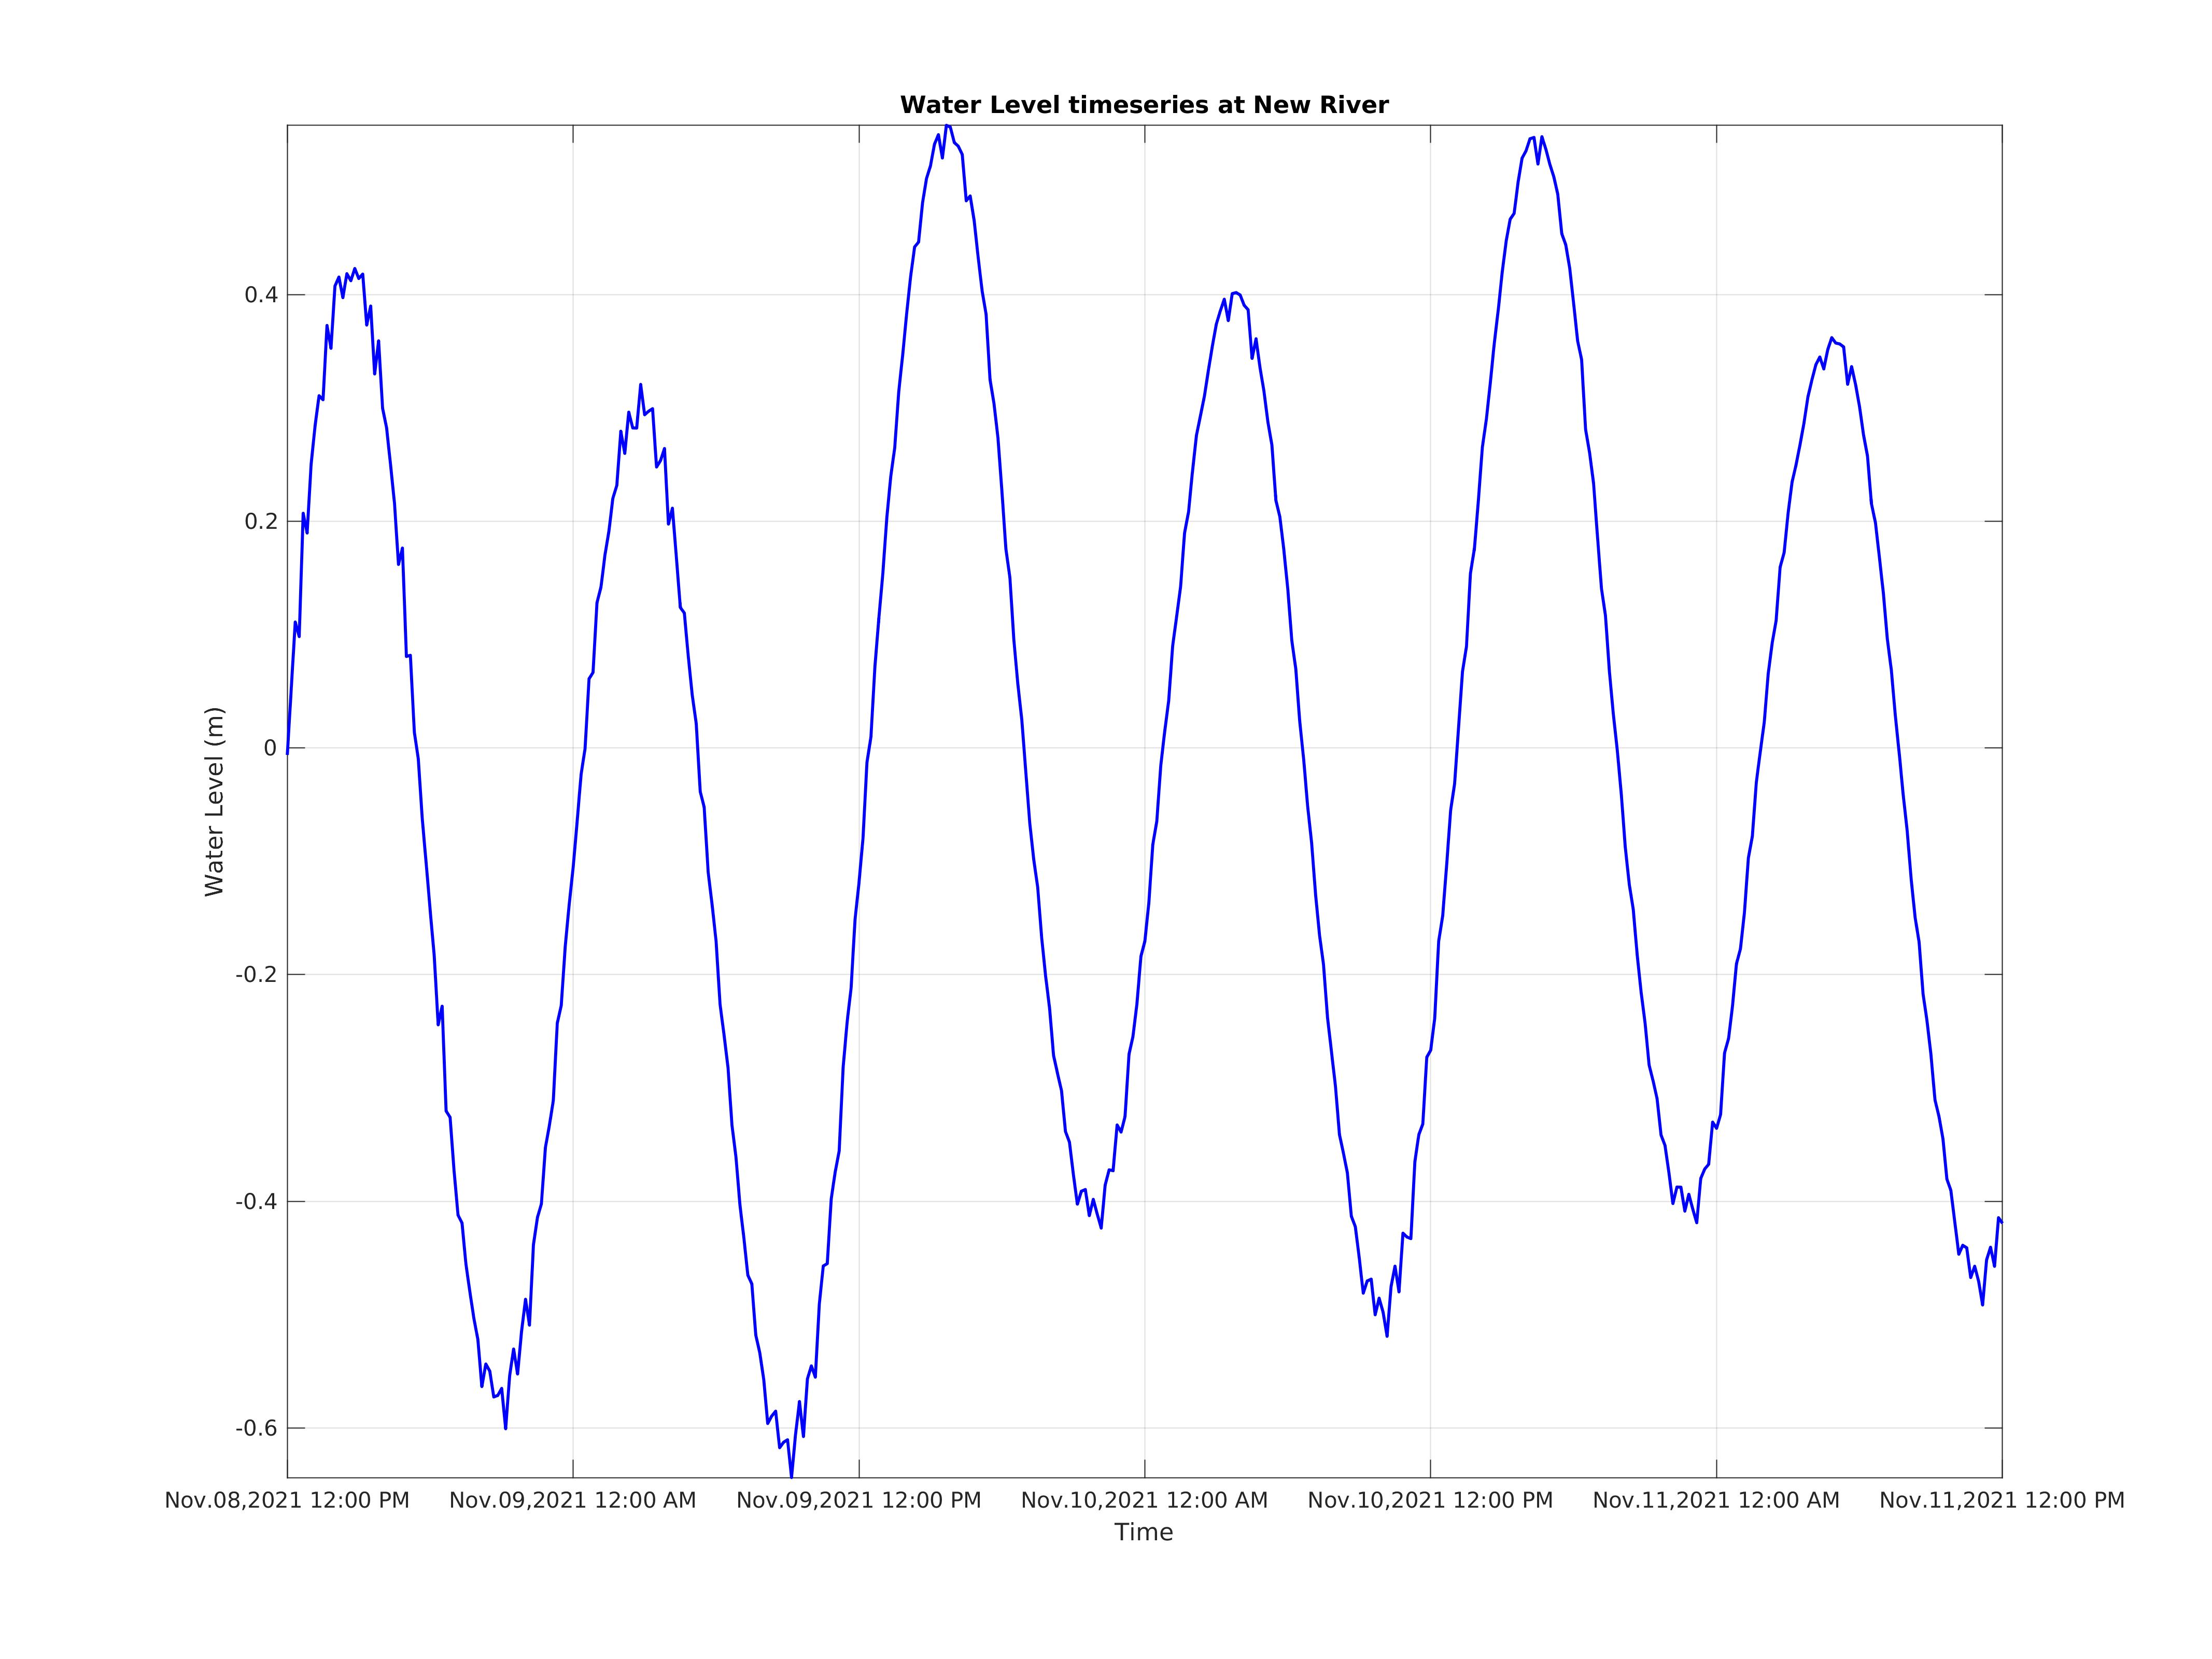 Water Level timeseries at New River
0.4
0.2
0
-0.2
-0.4
-0.6
Water Level (m)
Nov.08,2021 12:00 PM
Nov.09,2021 12:00 AM
Nov.09,2021 12:00 PM
Nov.10,2021 12:00 AM
Nov.10,2021 12:00 PM
Nov.11,2021 12:00 AM
Nov.11,2021 12:00 PM
Time